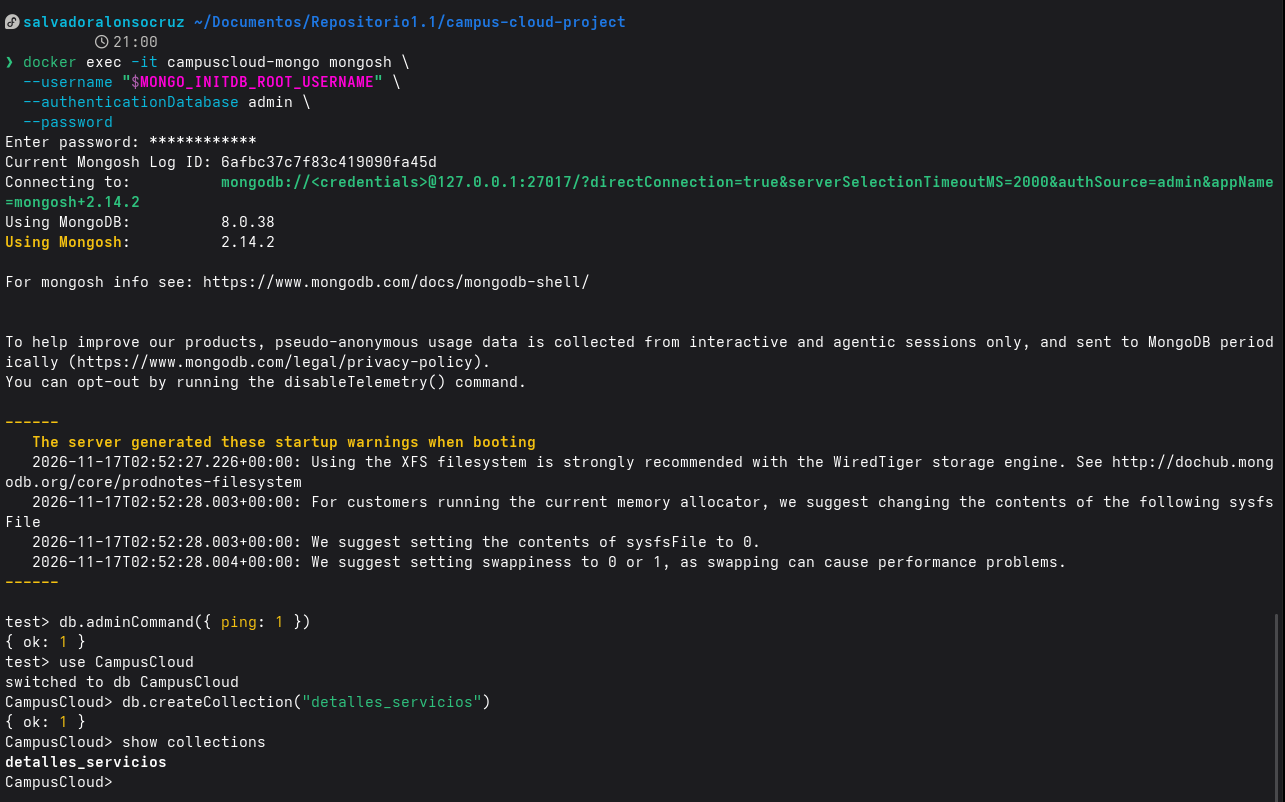 salvadoralonsocruz ~/Documentos/Repositorio1.1/campus-cloud-project
21:00
❯ docker exec -it campuscloud-mongo mongosh \
--username "$MONGO_INITDB_ROOT_USERNAME" \
--authenticationDatabase admin \
--password
Enter password: ************
Current Mongosh Log ID: 6afbc37c7f83c419090fa45d
Connecting to: mongodb://<credentials>@127.0.0.1:27017/?directConnection=true&serverSelectionTimeoutMS=2000&authSource=admin&appName
=mongosh+2.14.2
Using MongoDB: 8.0.38
Using Mongosh: 2.14.2
For mongosh info see: https://www.mongodb.com/docs/mongodb-shell/
To help improve our products, pseudo-anonymous usage data is collected from interactive and agentic sessions only, and sent to MongoDB period
ically (https://www.mongodb.com/legal/privacy-policy).
You can opt-out by running the disableTelemetry() command.
------
The server generated these startup warnings when booting
2026-11-17T02:52:27.226+00:00: Using the XFS filesystem is strongly recommended with the WiredTiger storage engine. See http://dochub.mong
odb.org/core/prodnotes-filesystem
2026-11-17T02:52:28.003+00:00: For customers running the current memory allocator, we suggest changing the contents of the following sysfs
File
2026-11-17T02:52:28.003+00:00: We suggest setting the contents of sysfsFile to 0.
2026-11-17T02:52:28.004+00:00: We suggest setting swappiness to 0 or 1, as swapping can cause performance problems.
------
test> db.adminCommand({ ping: 1 })
{ ok: 1 }
test> use CampusCloud
switched to db CampusCloud
CampusCloud> db.createCollection("detalles_servicios")
{ ok: 1 }
CampusCloud> show collections
detalles_servicios
CampusCloud>